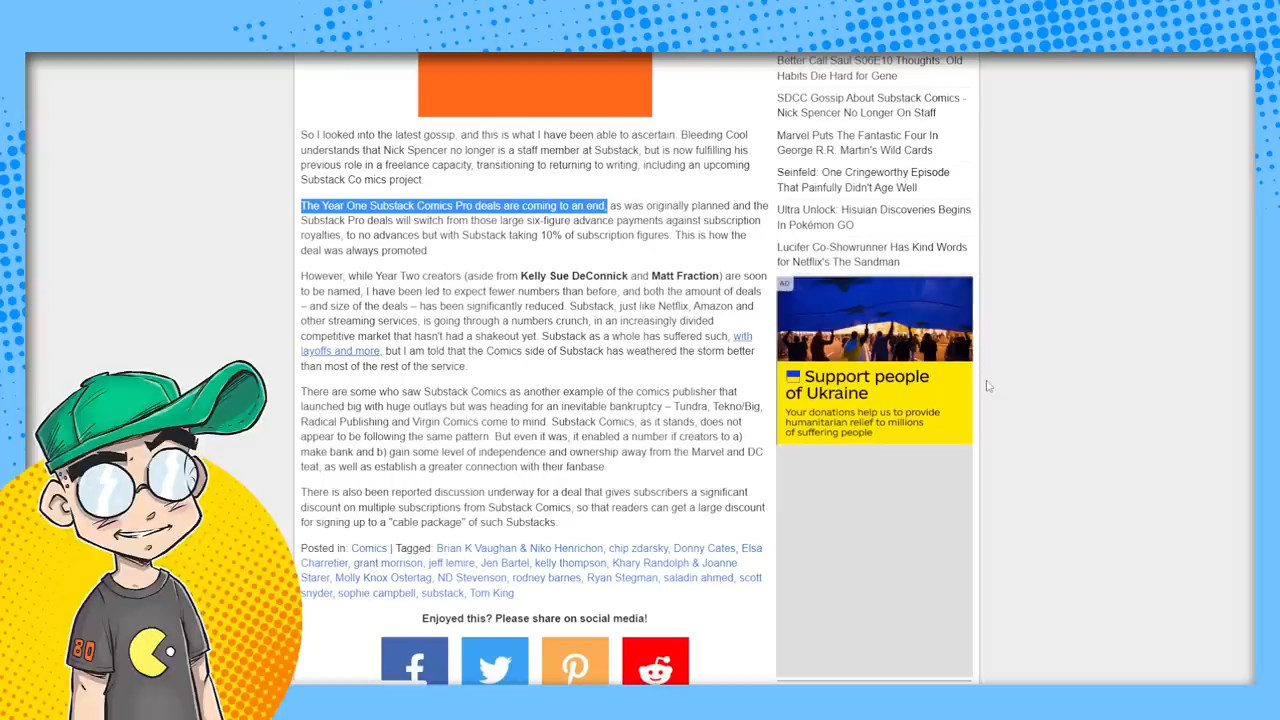 Better Call Saul S06E10 Thoughts: Old
Habits Die Hard for Gene
SDCC Gossip About Substack Comics -
Nick Spencer No Longer On Staff
Marvel Puts The Fantastic Four In
George R.R. Martin's Wild Cards
Seinfeld: One Cringeworthy Episode
That Painfully Didn't Age Well
Ultra Unlock: Hisuian Discoveries Begins
In Pokémon GO
Lucifer Co-Showrunner Has Kind Words
for Netflix's The Sandman
AD
Support people
of Ukraine
Your donations help us to provide
humanitarian relief to millions
of suffering people
So I looked into the latest gossip, and this is what I have been able to ascertain. Bleeding Cool
understands that Nick Spencer no longer is a staff member at Substack, but is now fulfilling his
previous role in a freelance capacity, transitioning to returning to writing, including an upcoming
Substack Co mics project.
The Year One Substack Comics Pro deals are coming to an end, as was originally planned and the
Substack Pro deals will switch from those large six-figure advance payments against subscription
royalties, to no advances but with Substack taking 10% of subscription figures. This is how the
deal was always promoted.
However, while Year Two creators (aside from Kelly Sue DeConnick and Matt Fraction) are soon
to be named, I have been led to expect fewer numbers than before, and both the amount of deals
– and size of the deals – has been significantly reduced. Substack, just like Netflix, Amazon and
other streaming services, is going through a numbers crunch, in an increasingly divided
competitive market that hasn't had a shakeout yet. Substack as a whole has suffered such, with
layoffs and more, but I am told that the Comics side of Substack has weathered the storm better
than most of the rest of the service.
There are some who saw Substack Comics as another example of the comics publisher that
launched big with huge outlays but was heading for an inevitable bankruptcy – Tundra, Tekno/Big,
Radical Publishing and Virgin Comics come to mind. Substack Comics, as it stands, does not
appear to be following the same pattern. But even it was, it enabled a number if creators to a)
make bank and b) gain some level of independence and ownership away from the Marvel and DC
teat, as well as establish a greater connection with their fanbase.
There is also been reported discussion underway for a deal that gives subscribers a significant
discount on multiple subscriptions from Substack Comics, so that readers can get a large discount
for signing up to a "cable package" of such Substacks.
Posted in: Comics | Tagged: Brian K Vaughan & Niko Henrichon, chip zdarsky, Donny Cates, Elsa
Charretier, grant morrison, jeff lemire, Jen Bartel, kelly thompson, Khary Randolph & Joanne
Starer, Molly Knox Ostertag, ND Stevenson, rodney barnes, Ryan Stegman, saladin ahmed, scott
snyder, sophie campbell, substack, Tom King
Enjoyed this? Please share on social media!
80